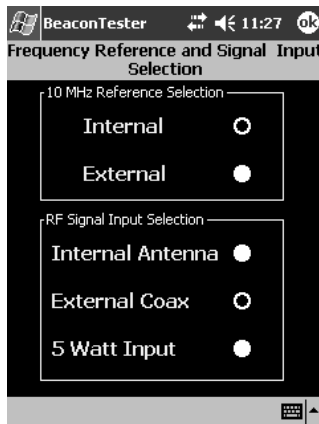 BeaconTester 11:27 ok
Frequency Reference and Signal Input
Selection
10 MHz Reference Selection
Internal
External
RF Signal Input Selection
Internal Antenna
External Coax
5 Watt Input